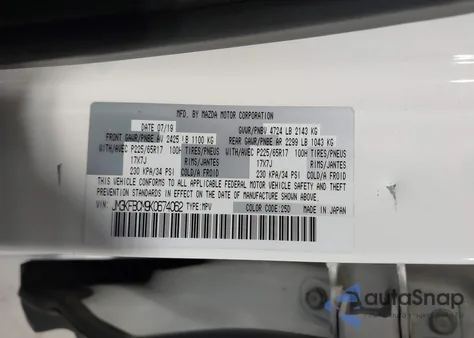 MFD. BY MAZDA MOTOR CORPORATION
DATE 07/19 GVWR/PNBV 4724 LB 2143 KG
FRONT GAWR/PNBE AV 2425 LB 1100 KG REAR GAWR/PNBE AR 2299 LB 1043 KG
WITH/AVEC P225/65R17 100H TIRES/PNEUS WITH/AVEC P225/65R17 100H TIRES/PNEUS
17X7J RIMS/JANTES 17X7J RIMS/JANTES
230 KPA/34 PSI 230 KPA/34 PSI
THIS VEHICLE CONFORMS TO ALL APPLICABLE FEDERAL MOTOR VEHICLE SAFETY, BUMPER, AND THEFT
PREVENTION STANDARDS IN EFFECT ON THE DATE OF MANUFACTURE SHOWN ABOVE.
VIN: JM3KFBCM9K0674062 TYPE:MPV COLOR CODE:25D MADE IN JAPAN
autoSnap